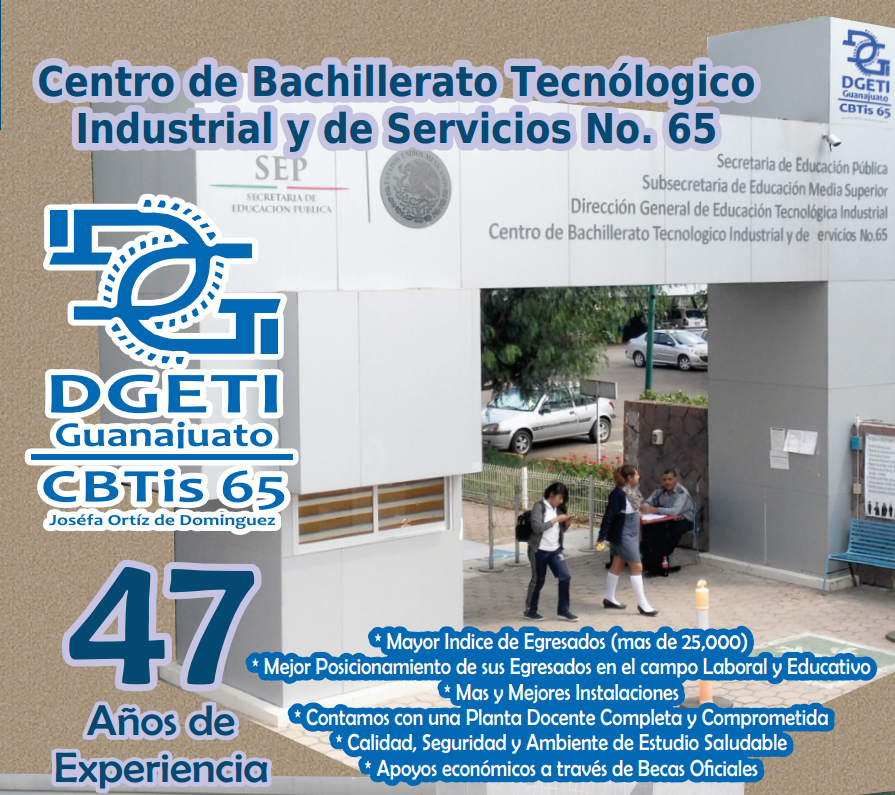 Centro de Bachillerato Tecnólogico
Industrial y de Servicios No. 65
DGETI
Guanajuato
CBTis 65
SEP
SECRETARIA DE
EDUCACION PUBLICA
Secretaria de Educación Pública
Subsecretaria de Educación Media Superior
Dirección General de Educación Tecnológica Industrial
Centro de Bachillerato Tecnologico Industrial y de ervicios No.65
DGETI
Guanajuato
CBTis 65
Joséfa Ortíz de Dominguez
47
Años de
Experiencia
* Mayor Indice de Egresados (mas de 25,000)
* Mejor Posicionamiento de sus Egresados en el campo Laboral y Educativo
* Mas y Mejores Instalaciones
* Contamos con una Planta Docente Completa y Comprometida
* Calidad, Seguridad y Ambiente de Estudio Saludable
* Apoyos económicos a través de Becas Oficiales